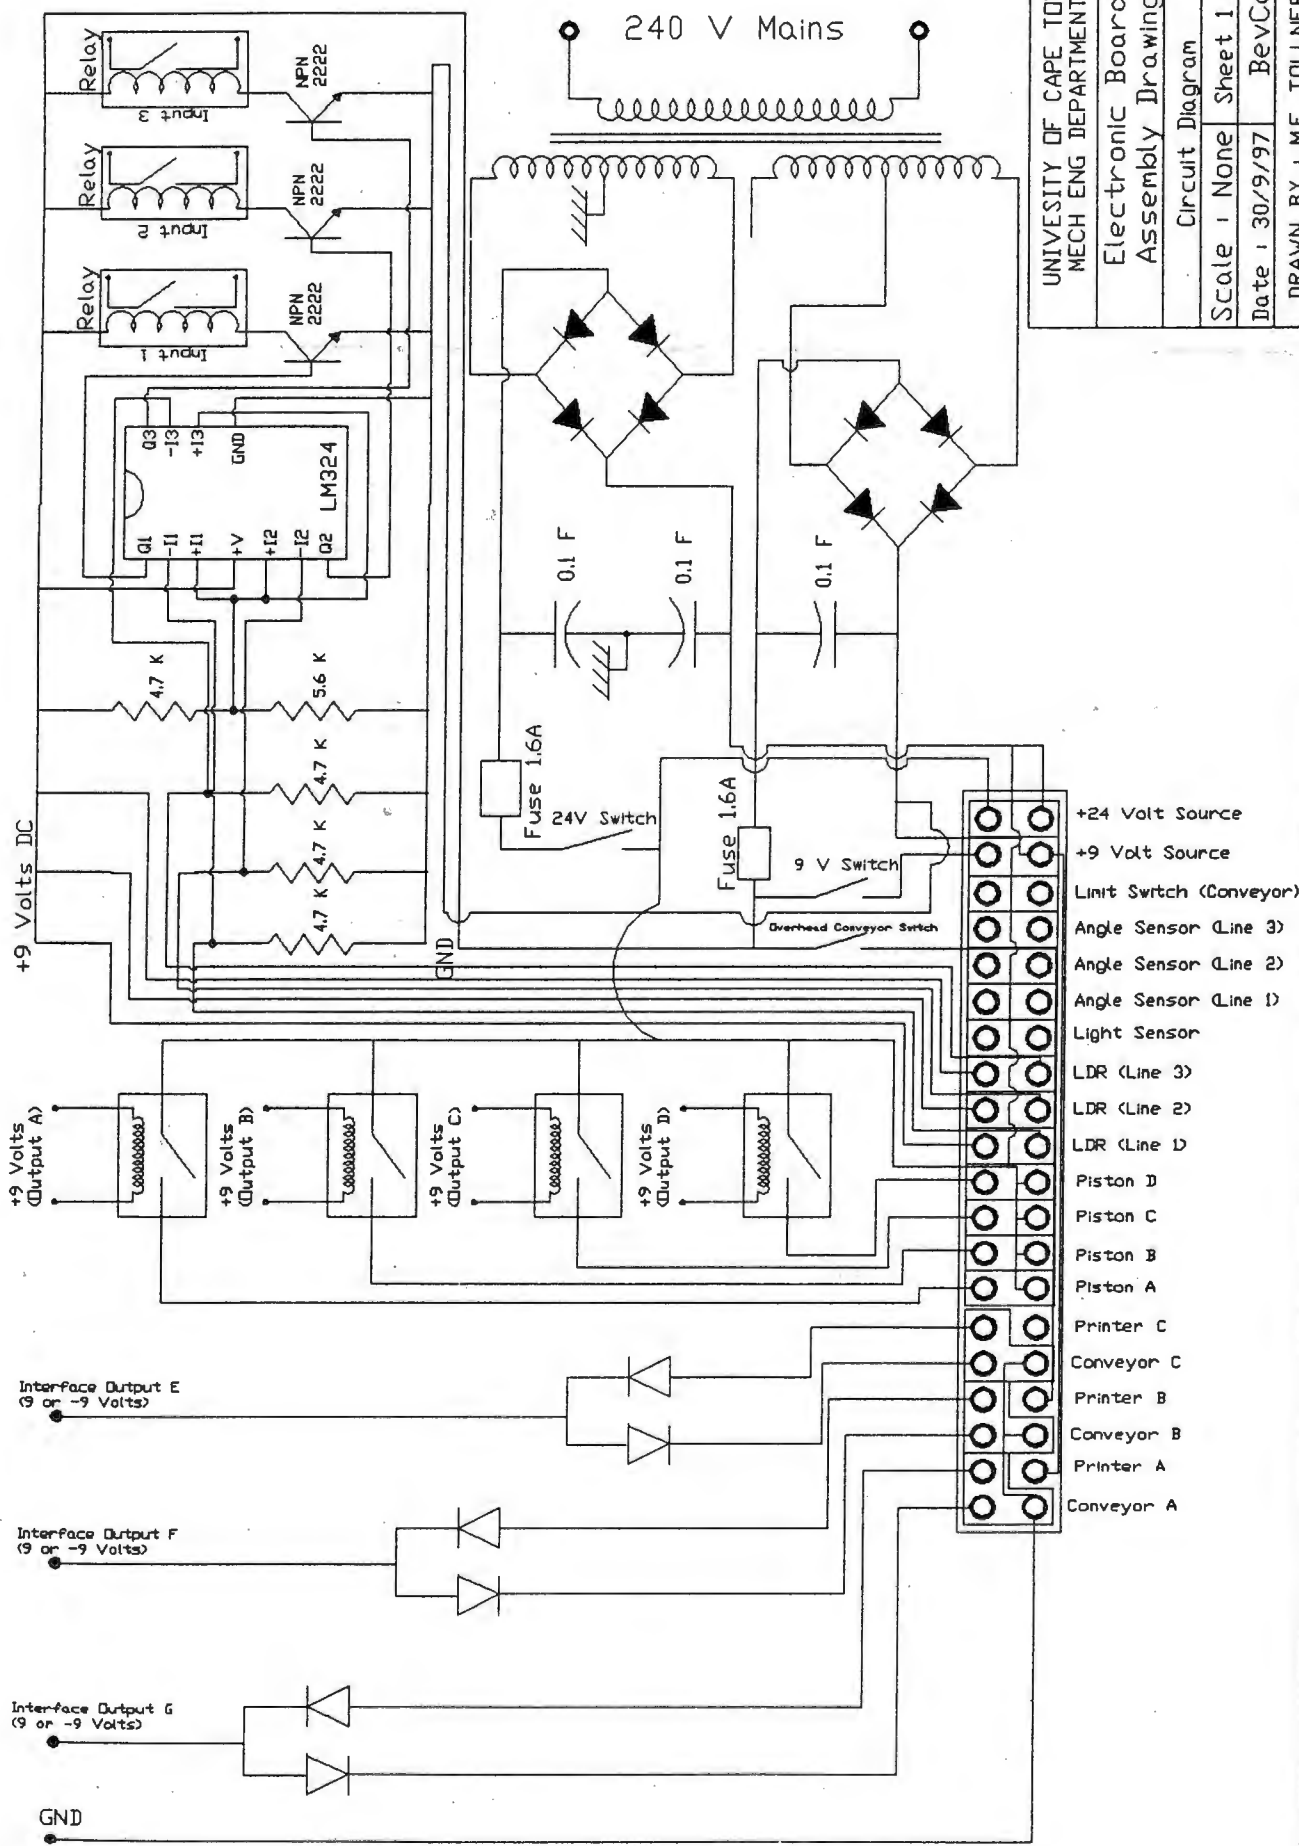 240 V Mains
UNIVESITY OF CAPE
MECH ENG DEPARTMENT
Electronic Board
Assembly Drawing
Circuit Diagram
Scale : None
Sheet 1
Date : 30/9/97
DRAWN BY : M.F. TOLLNER
Relay
Input 3
NPN
2222
Relay
Input 2
NPN
2222
Relay
Input 1
NPN
2222
Q3
-I3
+I3
GND
LM324
Q1
-I1
+I1
+V
+I2
-I2
Q2
0.1 F
0.1 F
0.1 F
4.7 K
5.6 K
4.7 K
4.7 K
4.7 K
+9 Volts DC
GND
Fuse 1.6A
24V Switch
Fuse 1.6A
9 V Switch
Overhead Conveyor Switch
+24 Volt Source
+9 Volt Source
Limit Switch (Conveyor)
Angle Sensor (Line 3)
Angle Sensor (Line 2)
Angle Sensor (Line 1)
Light Sensor
LDR (Line 3)
LDR (Line 2)
LDR (Line 1)
Piston D
Piston C
Piston B
Piston A
Printer C
Conveyor C
Printer B
Conveyor B
Printer A
Conveyor A
+9 Volts
(Output A)
+9 Volts
(Output B)
+9 Volts
(Output C)
+9 Volts
(Output D)
Interface Output E
(9 or -9 Volts)
Interface Output F
(9 or -9 Volts)
Interface Output G
(9 or -9 Volts)
GND